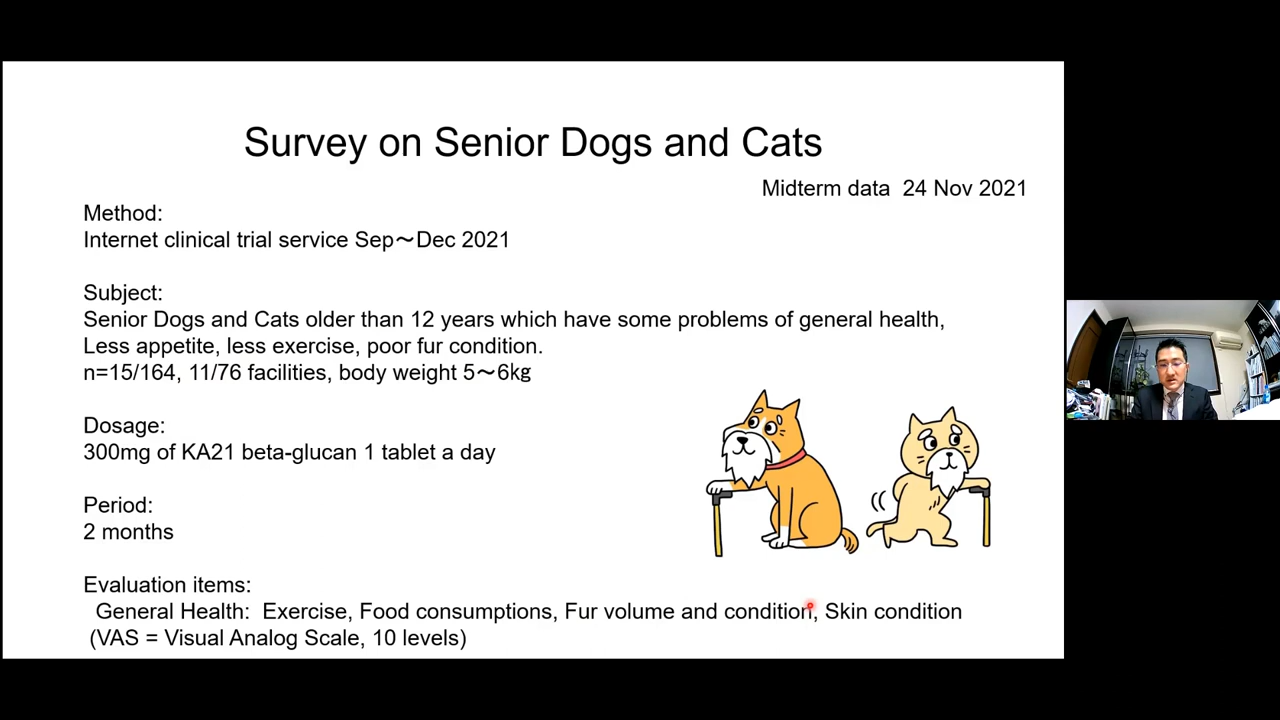 Survey on Senior Dogs and Cats
Midterm data 24 Nov 2021
Method:
Internet clinical trial service Sep～Dec 2021
Subject:
Senior Dogs and Cats older than 12 years which have some problems of general health,
Less appetite, less exercise, poor fur condition.
n=15/164, 11/76 facilities, body weight 5～6kg
Dosage:
300mg of KA21 beta-glucan 1 tablet a day
Period:
2 months
Evaluation items:
General Health: Exercise, Food consumptions, Fur volume and condition, Skin condition
(VAS = Visual Analog Scale, 10 levels)